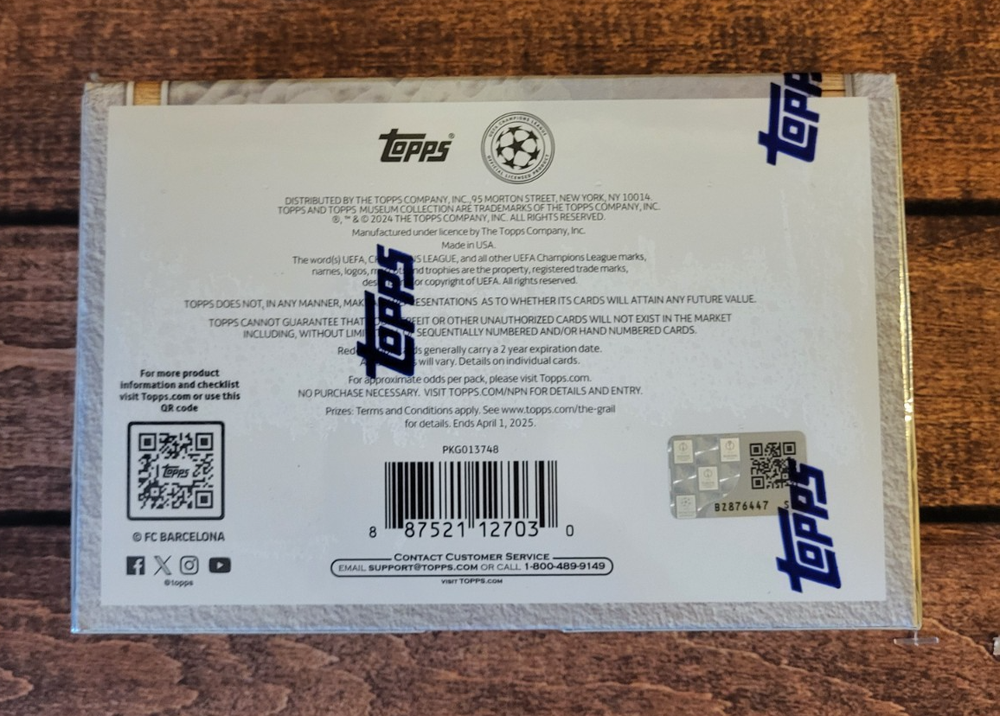 TOPPS
TOPPS®
UEFA CHAMPIONS LEAGUE
OFFICIAL LICENSED PRODUCT
DISTRIBUTED BY THE TOPPS COMPANY, INC., 95 MORTON STREET, NEW YORK, NY 10014.
TOPPS AND TOPPS MUSEUM COLLECTION ARE TRADEMARKS OF THE TOPPS COMPANY, INC.
®, ™ & © 2024 THE TOPPS COMPANY, INC. ALL RIGHTS RESERVED.
Manufactured under licence by The Topps Company, Inc.
Made in USA.
The word(s) UEFA, LEAGUE, and all other UEFA Champions League marks,
names, logos, and trophies are the property, registered trade marks,
or copyright of UEFA. All rights reserved.
TOPPS
TOPPS DOES NOT, IN ANY MANNER, AS TO WHETHER ITS CARDS WILL ATTAIN ANY FUTURE VALUE.
TOPPS CANNOT GUARANTEE OR OTHER UNAUTHORIZED CARDS WILL NOT EXIST IN THE MARKET
INCLUDING, WITHOUT SEQUENTIALLY NUMBERED AND/OR HAND NUMBERED CARDS.
generally carry a 2 year expiration date.
will vary. Details on individual cards.
For approximate odds per pack, please visit Topps.com.
NO PURCHASE NECESSARY. VISIT TOPPS.COM/NPN FOR DETAILS AND ENTRY.
Prizes: Terms and Conditions apply. See www.topps.com/the-grail
for details. Ends April 1, 2025.
For more product
information and checklist
visit Topps.com or use this
QR code
TOPPS
© FC BARCELONA
@topps
PKG013748
8 87521 12703 0
CONTACT CUSTOMER SERVICE
EMAIL SUPPORT@TOPPS.COM OR CALL 1-800-489-9149
VISIT TOPPS.COM
BZ876447
TOPPS